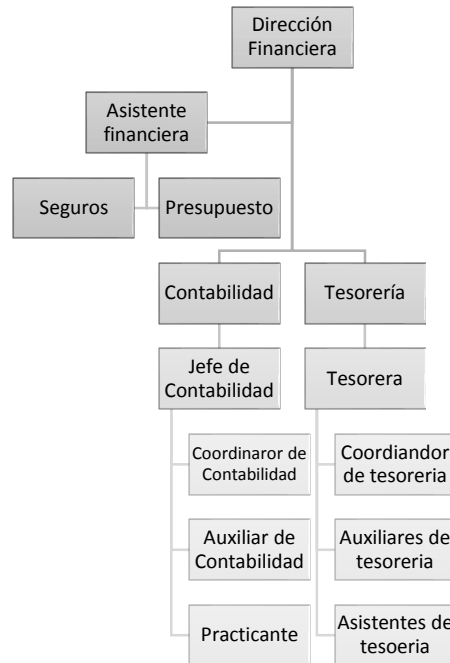 Dirección
Financiera
Asistente
financiera
Seguros
Presupuesto
Contabilidad
Tesorería
Jefe de
Contabilidad
Tesorera
Coordinaror de
Contabilidad
Coordiandor
de tesoreria
Auxiliar de
Contabilidad
Auxiliares de
tesoreria
Practicante
Asistentes de
tesoeria